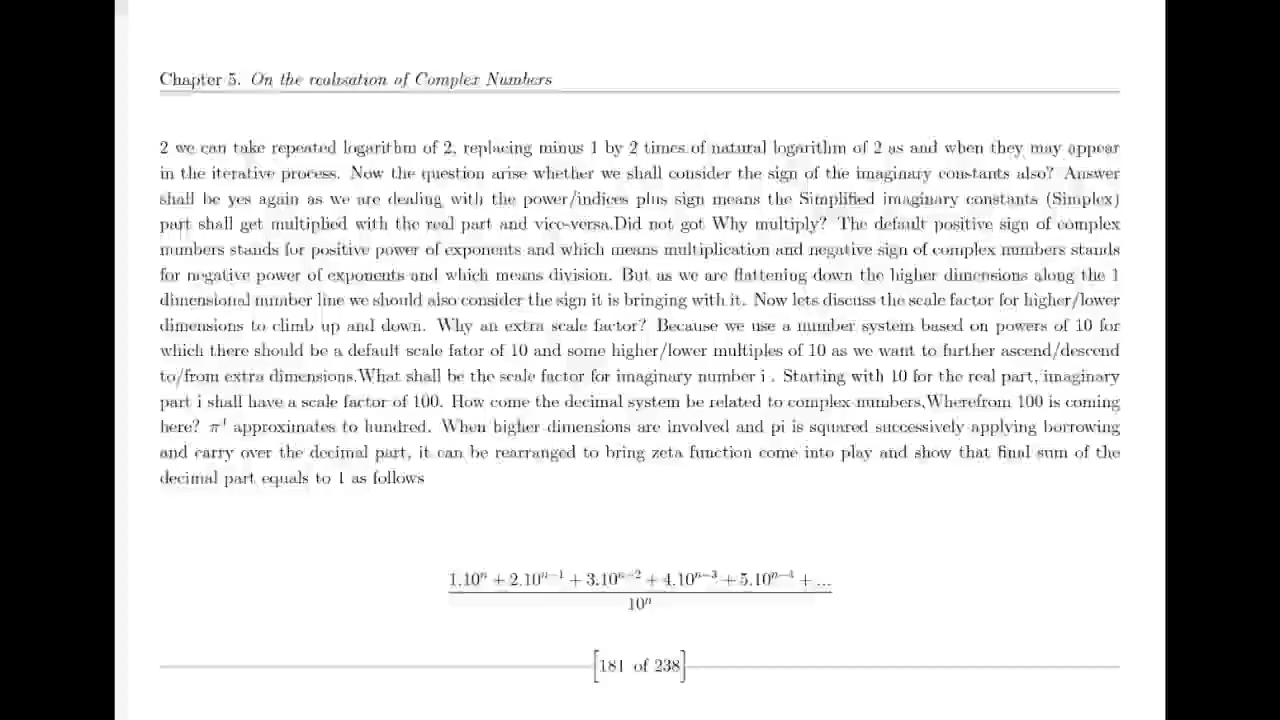 Chapter 5. On the realisation of Complex Numbers
2 we can take repeated logarithm of 2, replacing minus 1 by 2 times of natural logarithm of 2 as and when they may appear
in the iterative process. Now the question arise whether we shall consider the sign of the imaginary constants also? Answer
shall be yes again as we are dealing with the power/indices plus sign means the Simplified imaginary constants (Simplex)
part shall get multiplied with the real part and vice-versa.Did not got Why multiply? The default positive sign of complex
numbers stands for positive power of exponents and which means multiplication and negative sign of complex numbers stands
for negative power of exponents and which means division. But as we are flattening down the higher dimensions along the 1
dimensional number line we should also consider the sign it is bringing with it. Now lets discuss the scale factor for higher/lower
dimensions to climb up and down. Why an extra scale factor? Because we use a number system based on powers of 10 for
which there should be a default scale fator of 10 and some higher/lower multiples of 10 as we want to further ascend/descend
to/from extra dimensions.What shall be the scale factor for imaginary number i . Starting with 10 for the real part, imaginary
part i shall have a scale factor of 100. How come the decimal system be related to complex numbers,Wherefrom 100 is coming
here? π⁴ approximates to hundred. When higher dimensions are involved and pi is squared successively applying borrowing
and carry over the decimal part, it can be rearranged to bring zeta function come into play and show that final sum of the
decimal part equals to 1 as follows
1.10ⁿ + 2.10ⁿ⁻¹ + 3.10ⁿ⁻² + 4.10ⁿ⁻³ + 5.10ⁿ⁻⁴ + ...
10ⁿ
[181 of 238]